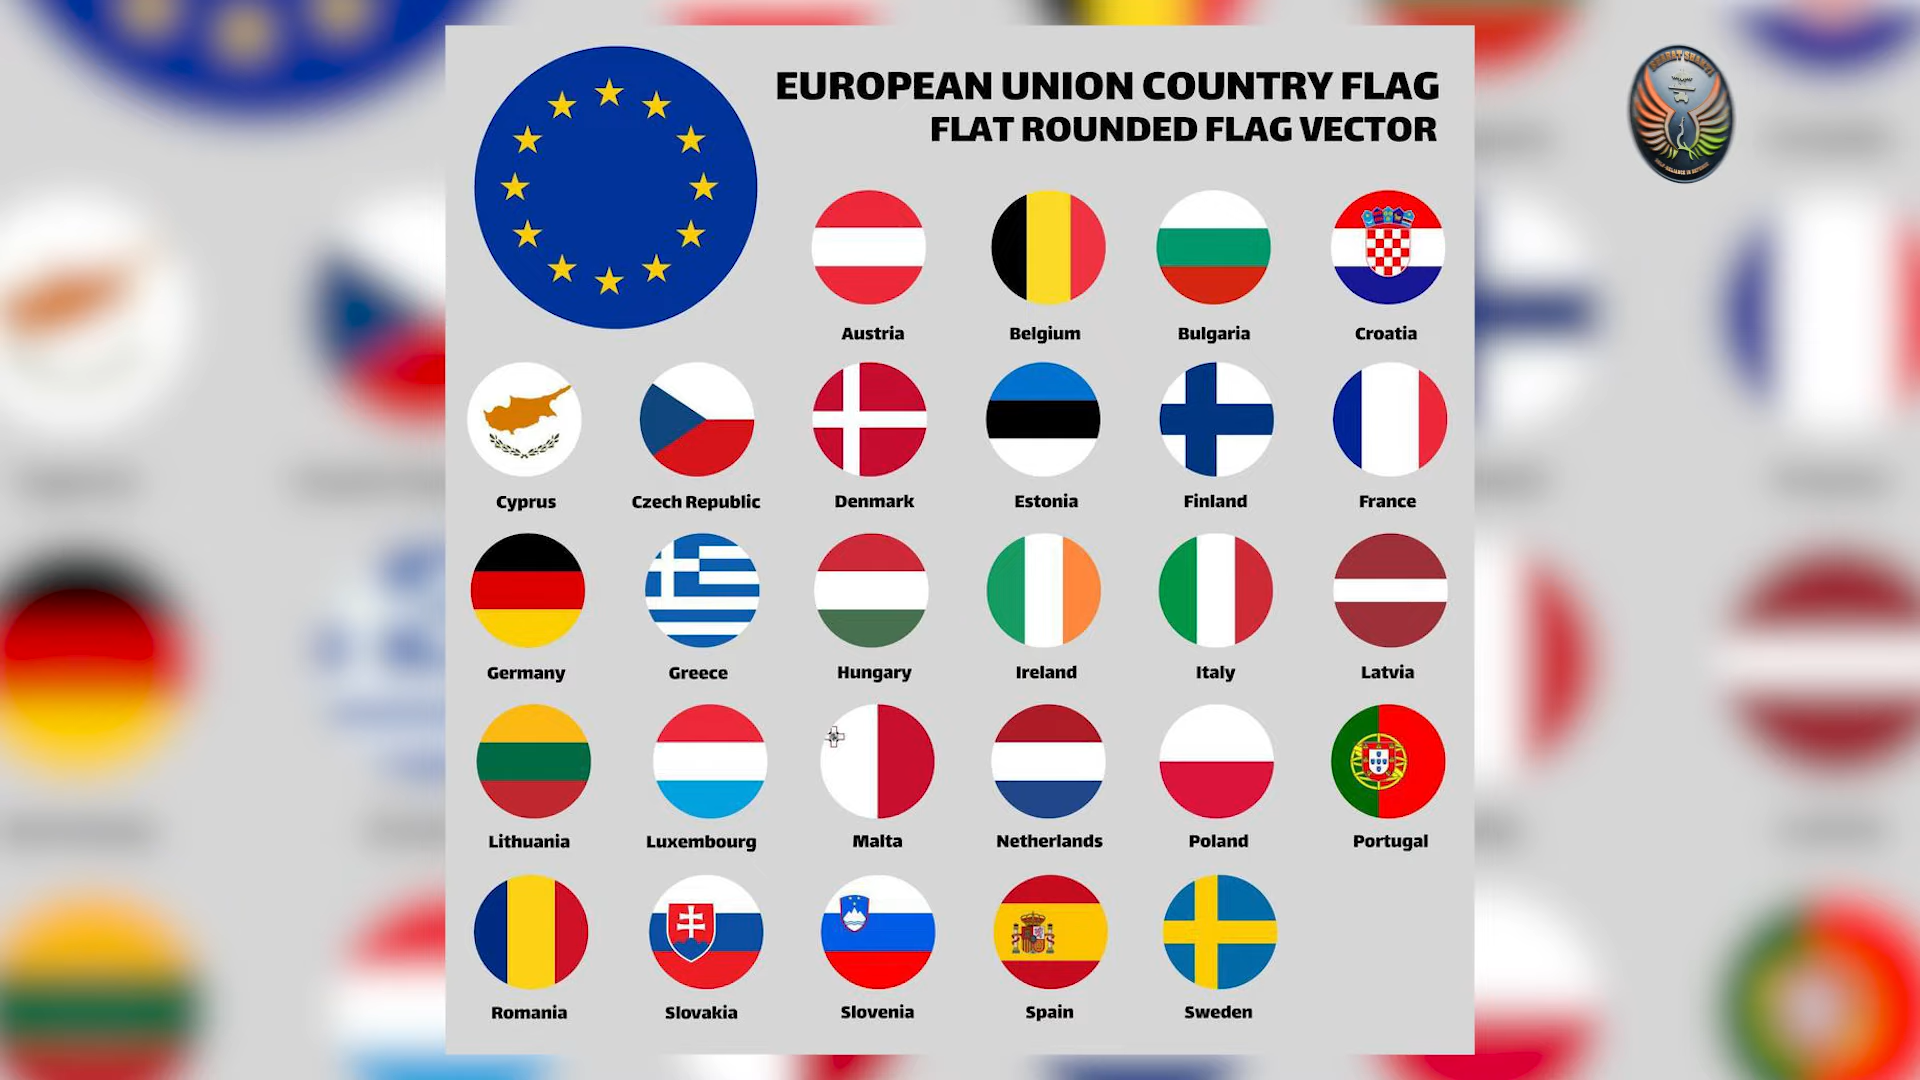 EUROPEAN UNION COUNTRY FLAG
FLAT ROUNDED FLAG VECTOR
Austria
Belgium
Bulgaria
Croatia
Cyprus
Czech Republic
Denmark
Estonia
Finland
France
Germany
Greece
Hungary
Ireland
Italy
Latvia
Lithuania
Luxembourg
Malta
Netherlands
Poland
Portugal
Romania
Slovakia
Slovenia
Spain
Sweden